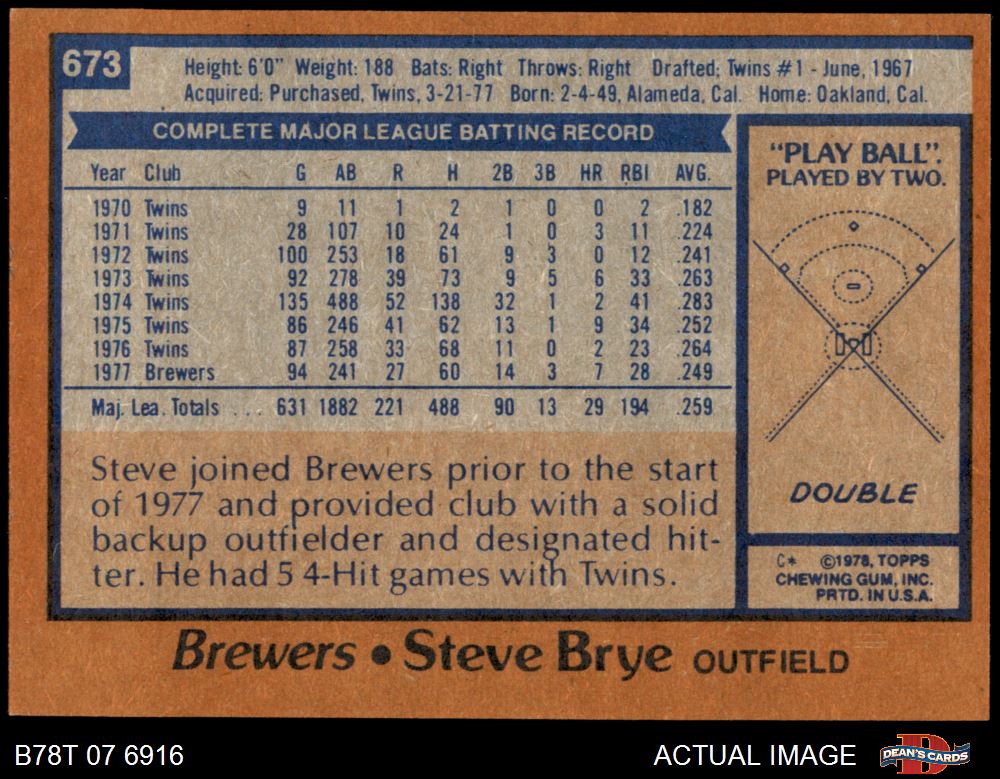 673
Height: 6'0" Weight: 188 Bats: Right Throws: Right Drafted: Twins #1 - June, 1967
Acquired: Purchased, Twins, 3-21-77 Born: 2-4-49, Alameda, Cal. Home: Oakland, Cal.
COMPLETE MAJOR LEAGUE BATTING RECORD
Year Club G AB R H 2B 3B HR RBI AVG.
1970 Twins 9 11 1 2 1 0 0 2 .182
1971 Twins 28 107 10 24 1 0 3 11 .224
1972 Twins 100 253 18 61 9 3 0 12 .241
1973 Twins 92 278 39 73 9 5 6 33 .263
1974 Twins 135 488 52 138 32 1 2 41 .283
1975 Twins 86 246 41 62 13 1 9 34 .252
1976 Twins 87 258 33 68 11 0 2 23 .264
1977 Brewers 94 241 27 60 14 3 7 28 .249
Maj. Lea. Totals ... 631 1882 221 488 90 13 29 194 .259
Steve joined Brewers prior to the start
of 1977 and provided club with a solid
backup outfielder and designated hit-
ter. He had 5 4-Hit games with Twins.
"PLAY BALL".
PLAYED BY TWO.
DOUBLE
C* ©1978, TOPPS
CHEWING GUM, INC.
PRTD. IN U.S.A.
Brewers • Steve Brye OUTFIELD
B78T 07 6916
ACTUAL IMAGE
D
DEAN'S CARDS